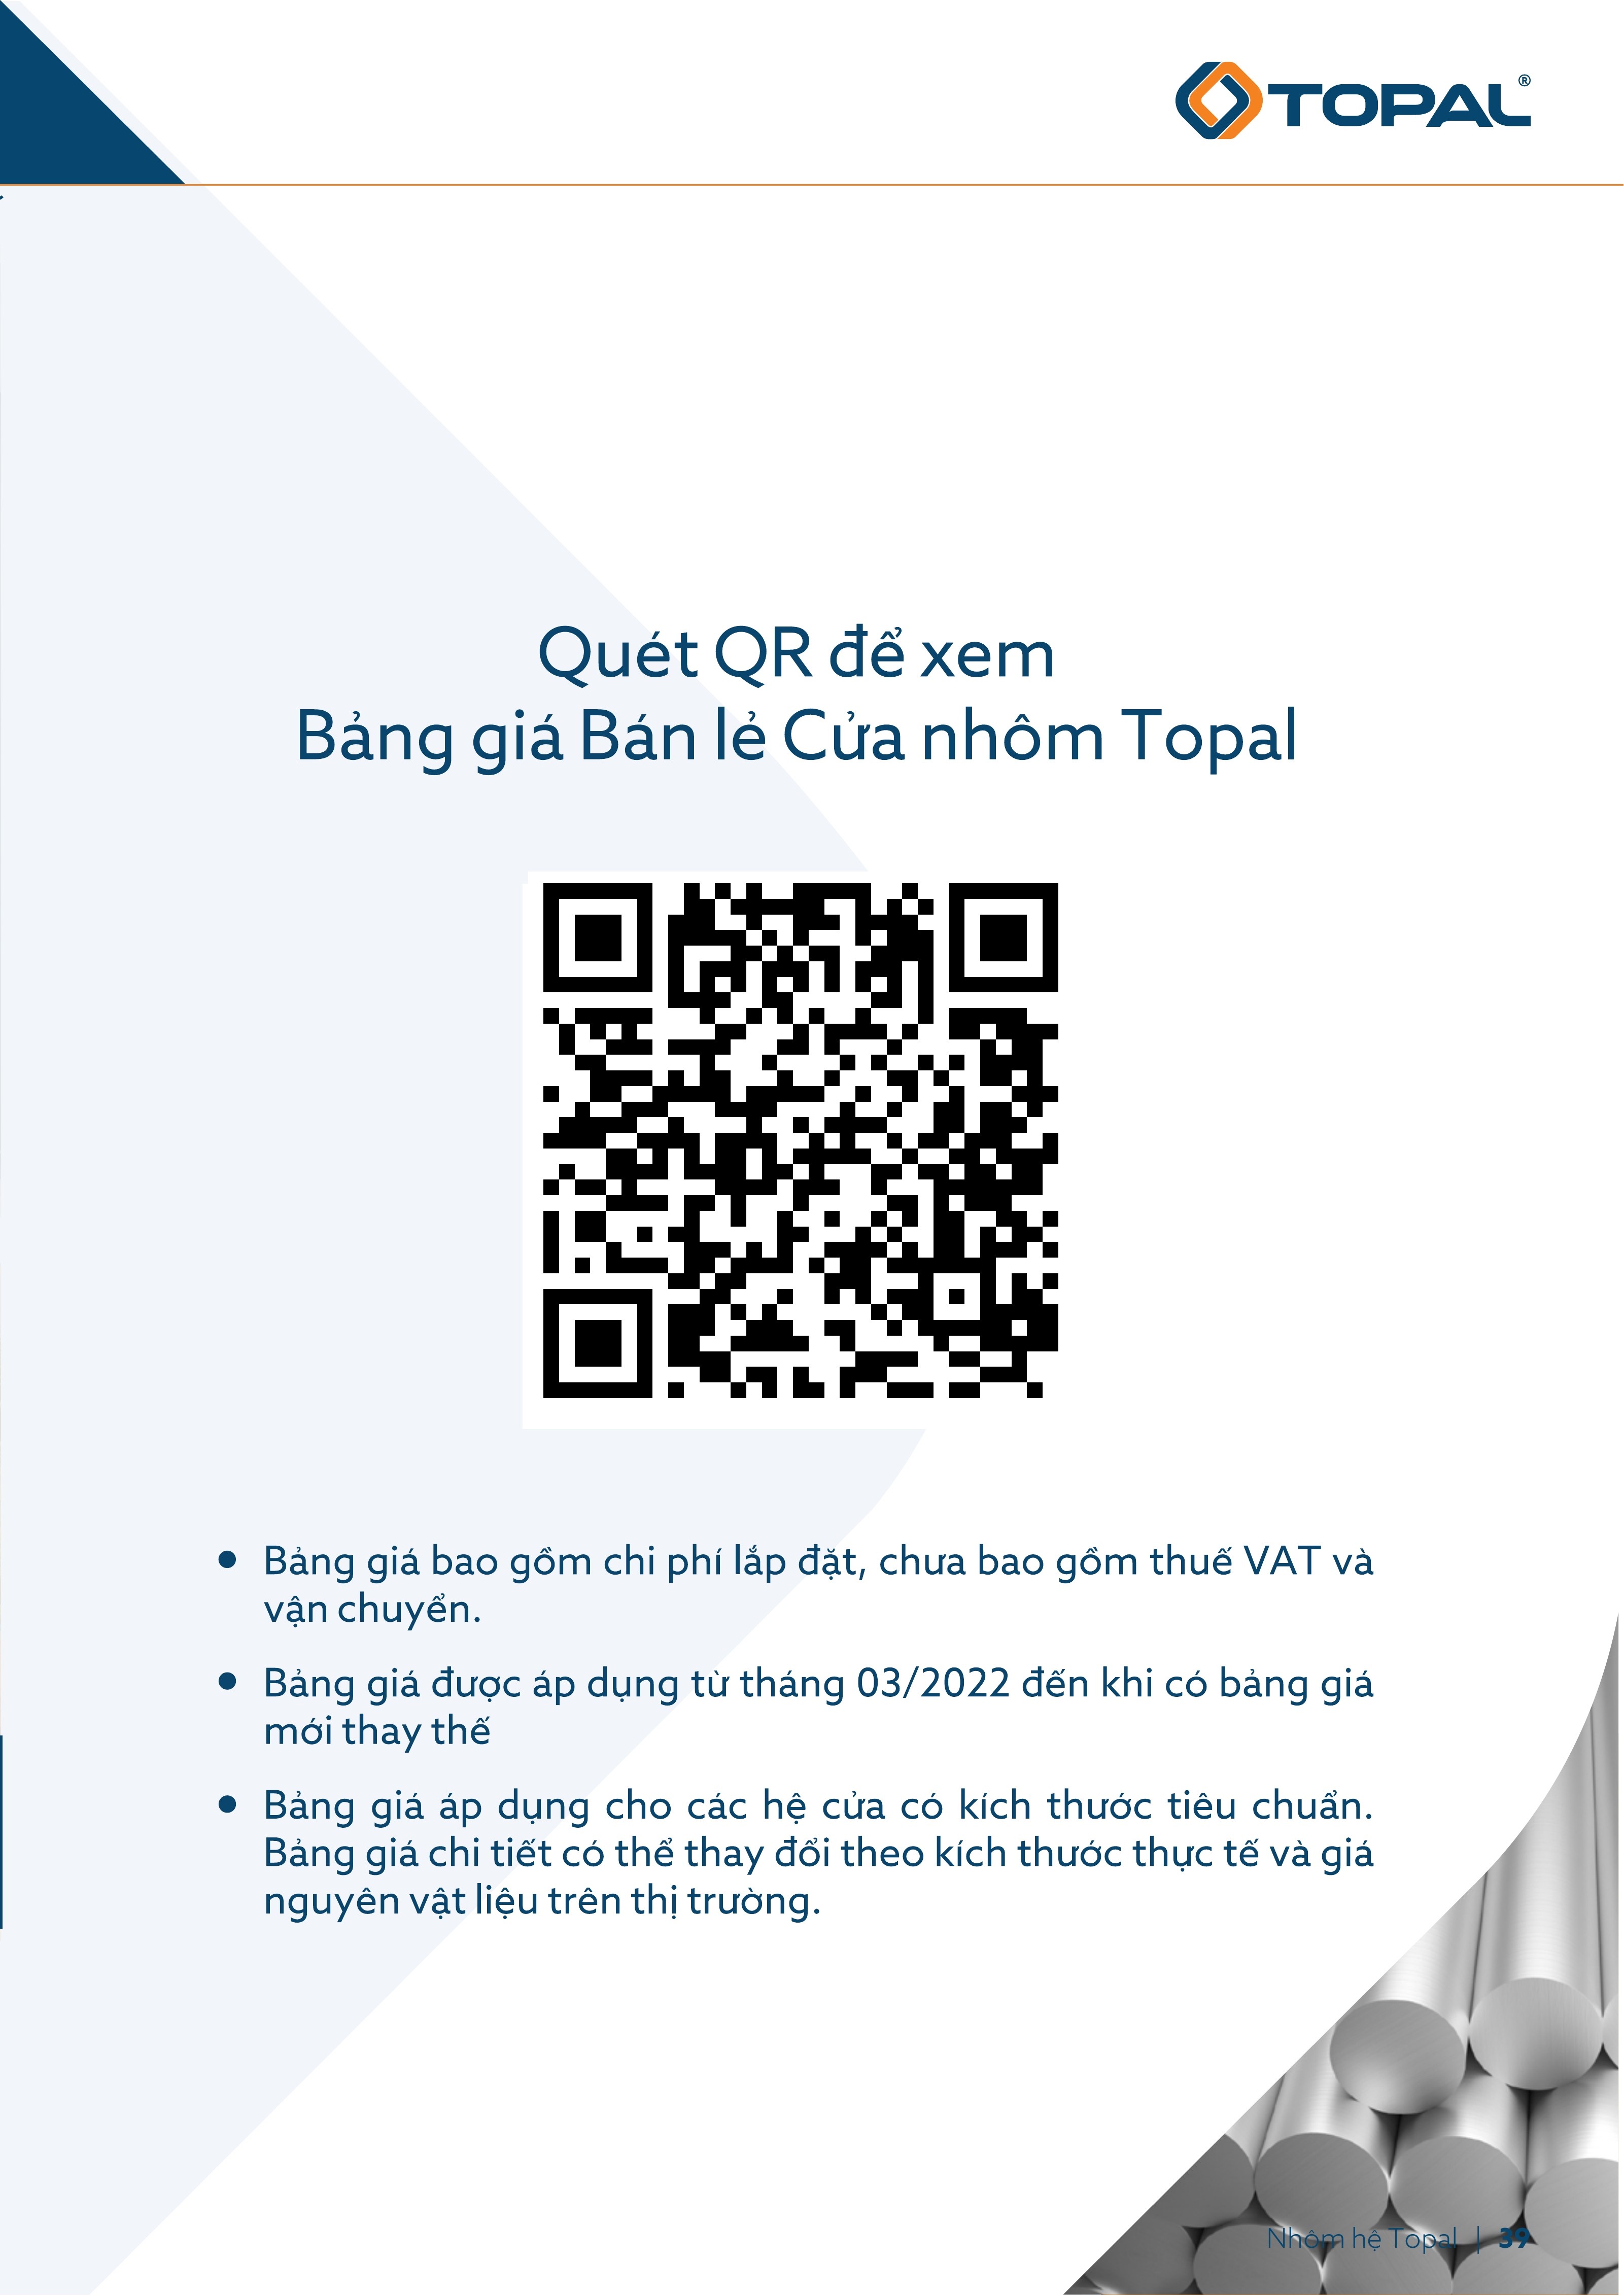 TOPAL®
Quét QR để xem
Bảng giá Bán lẻ Cửa nhôm Topal
• Bảng giá bao gồm chi phí lắp đặt, chưa bao gồm thuế VAT và
vận chuyển.
• Bảng giá được áp dụng từ tháng 03/2022 đến khi có bảng giá
mới thay thế
• Bảng giá áp dụng cho các hệ cửa có kích thước tiêu chuẩn.
Bảng giá chi tiết có thể thay đổi theo kích thước thực tế và giá
nguyên vật liệu trên thị trường.
Nhôm hệ Topal | 39